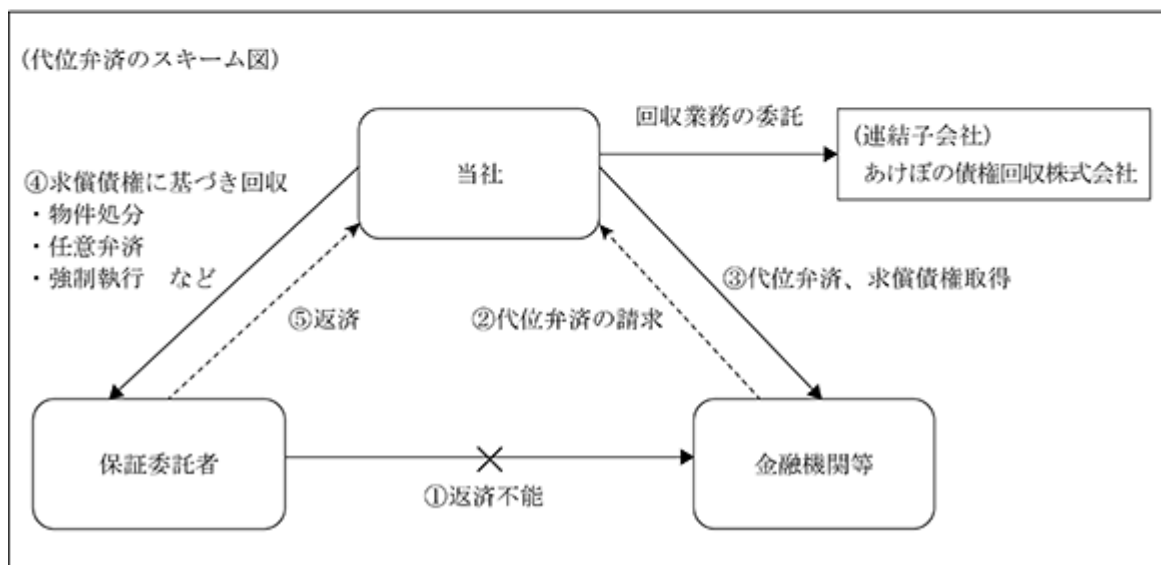 (代位弁済のスキーム図)
回収業務の委託
(連結子会社)
あけぼの債権回収株式会社
当社
④求償債権に基づき回収
・物件処分
・任意弁済
・強制執行　など
③代位弁済、求償債権取得
⑤返済
②代位弁済の請求
保証委託者
金融機関等
①返済不能